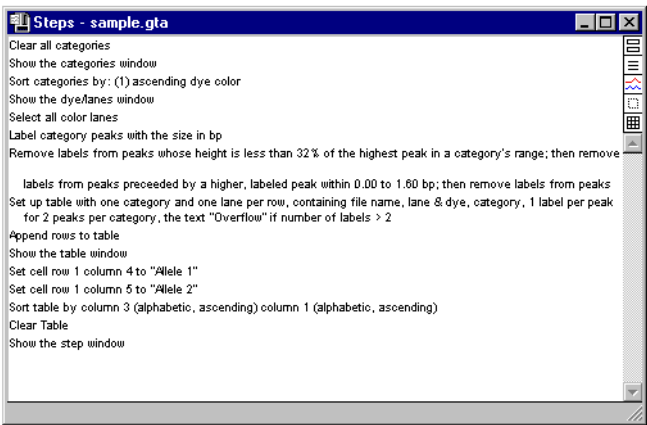 Steps - sample.gta
Clear all categories
Show the categories window
Sort categories by: (1) ascending dye color
Show the dye/lanes window
Select all color lanes
Label category peaks with the size in bp
Remove labels from peaks whose height is less than 32% of the highest peak in a category's range; then remove
labels from peaks preceeded by a higher, labeled peak within 0.00 to 1.60 bp; then remove labels from peaks
Set up table with one category and one lane per row, containing file name, lane & dye, category, 1 label per peak
for 2 peaks per category, the text "Overflow" if number of labels > 2
Append rows to table
Show the table window
Set cell row 1 column 4 to "Allele 1"
Set cell row 1 column 5 to "Allele 2"
Sort table by column 3 (alphabetic, ascending) column 1 (alphabetic, ascending)
Clear Table
Show the step window